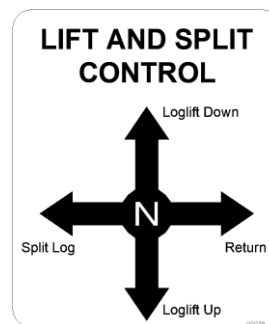 LIFT AND SPLIT
CONTROL
Loglift Down
N
Split Log
Return
Loglift Up